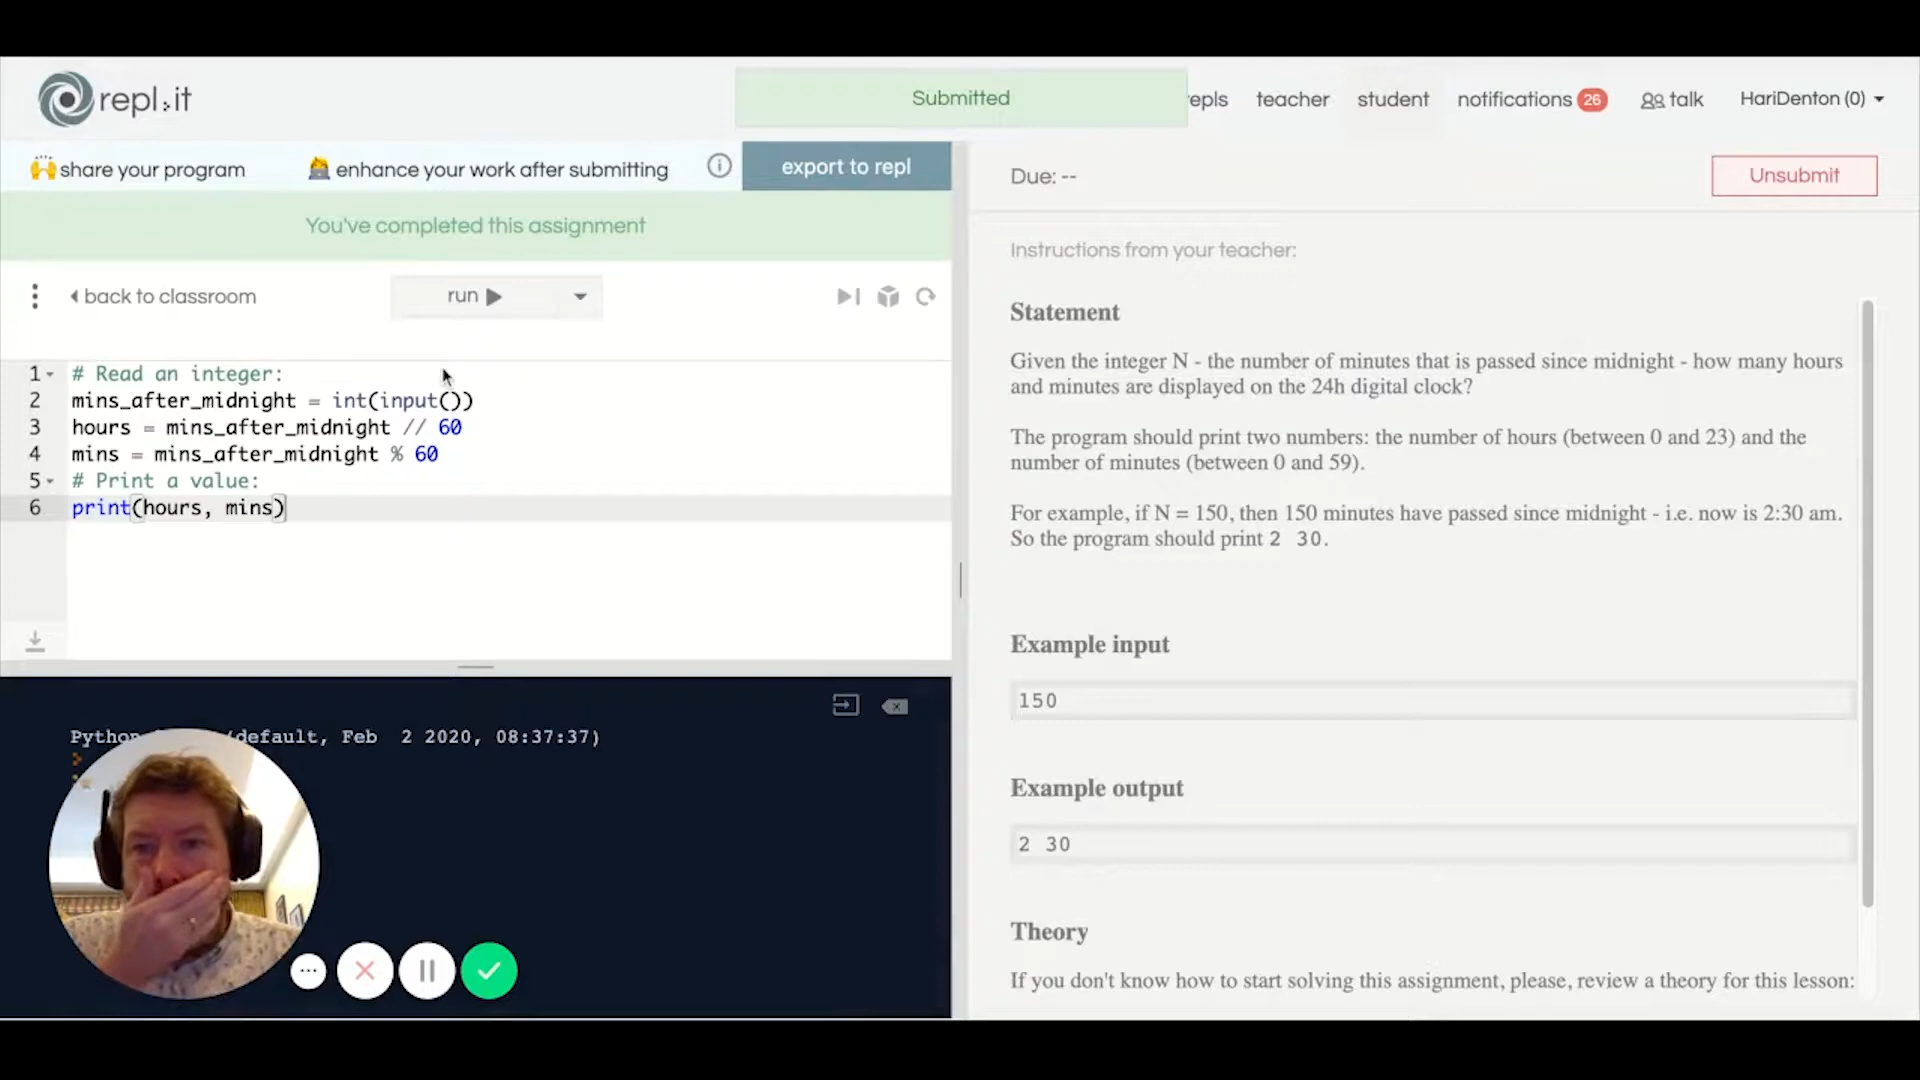 repl.it
Submitted
epls
teacher
student
notifications 26
talk
HariDenton (0)
share your program
enhance your work after submitting
export to repl
You've completed this assignment
back to classroom
run
1 # Read an integer:
2 mins_after_midnight = int(input())
3 hours = mins_after_midnight // 60
4 mins = mins_after_midnight % 60
5 # Print a value:
6 print(hours, mins)
Python default, Feb 2 2020, 08:37:37)
Due: --
Unsubmit
Instructions from your teacher:
Statement
Given the integer N - the number of minutes that is passed since midnight - how many hours
and minutes are displayed on the 24h digital clock?
The program should print two numbers: the number of hours (between 0 and 23) and the
number of minutes (between 0 and 59).
For example, if N = 150, then 150 minutes have passed since midnight - i.e. now is 2:30 am.
So the program should print 2 30.
Example input
150
Example output
2 30
Theory
If you don't know how to start solving this assignment, please, review a theory for this lesson: